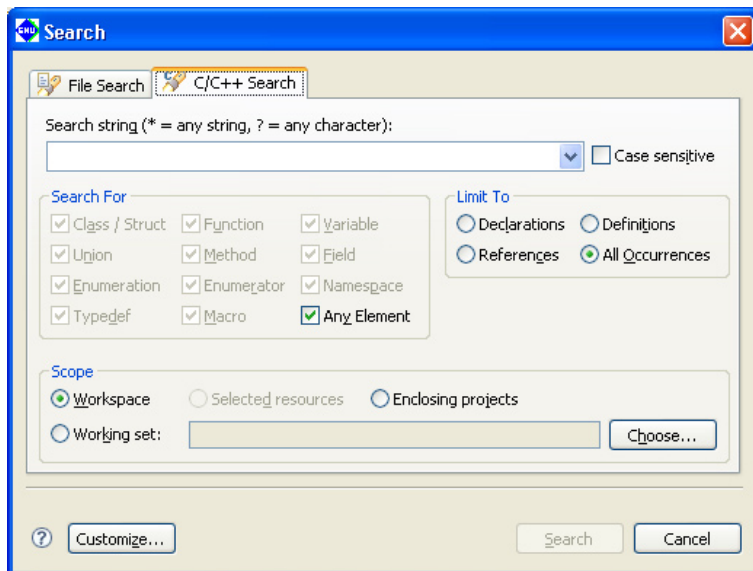 GNU Search
File Search C/C++ Search
Search string (* = any string, ? = any character):
Case sensitive
Search For
Class / Struct Function Variable
Union Method Field
Enumeration Enumerator Namespace
Typedef Macro Any Element
Limit To
Declarations Definitions
References All Occurrences
Scope
Workspace Selected resources Enclosing projects
Working set: Choose...
? Customize... Search Cancel